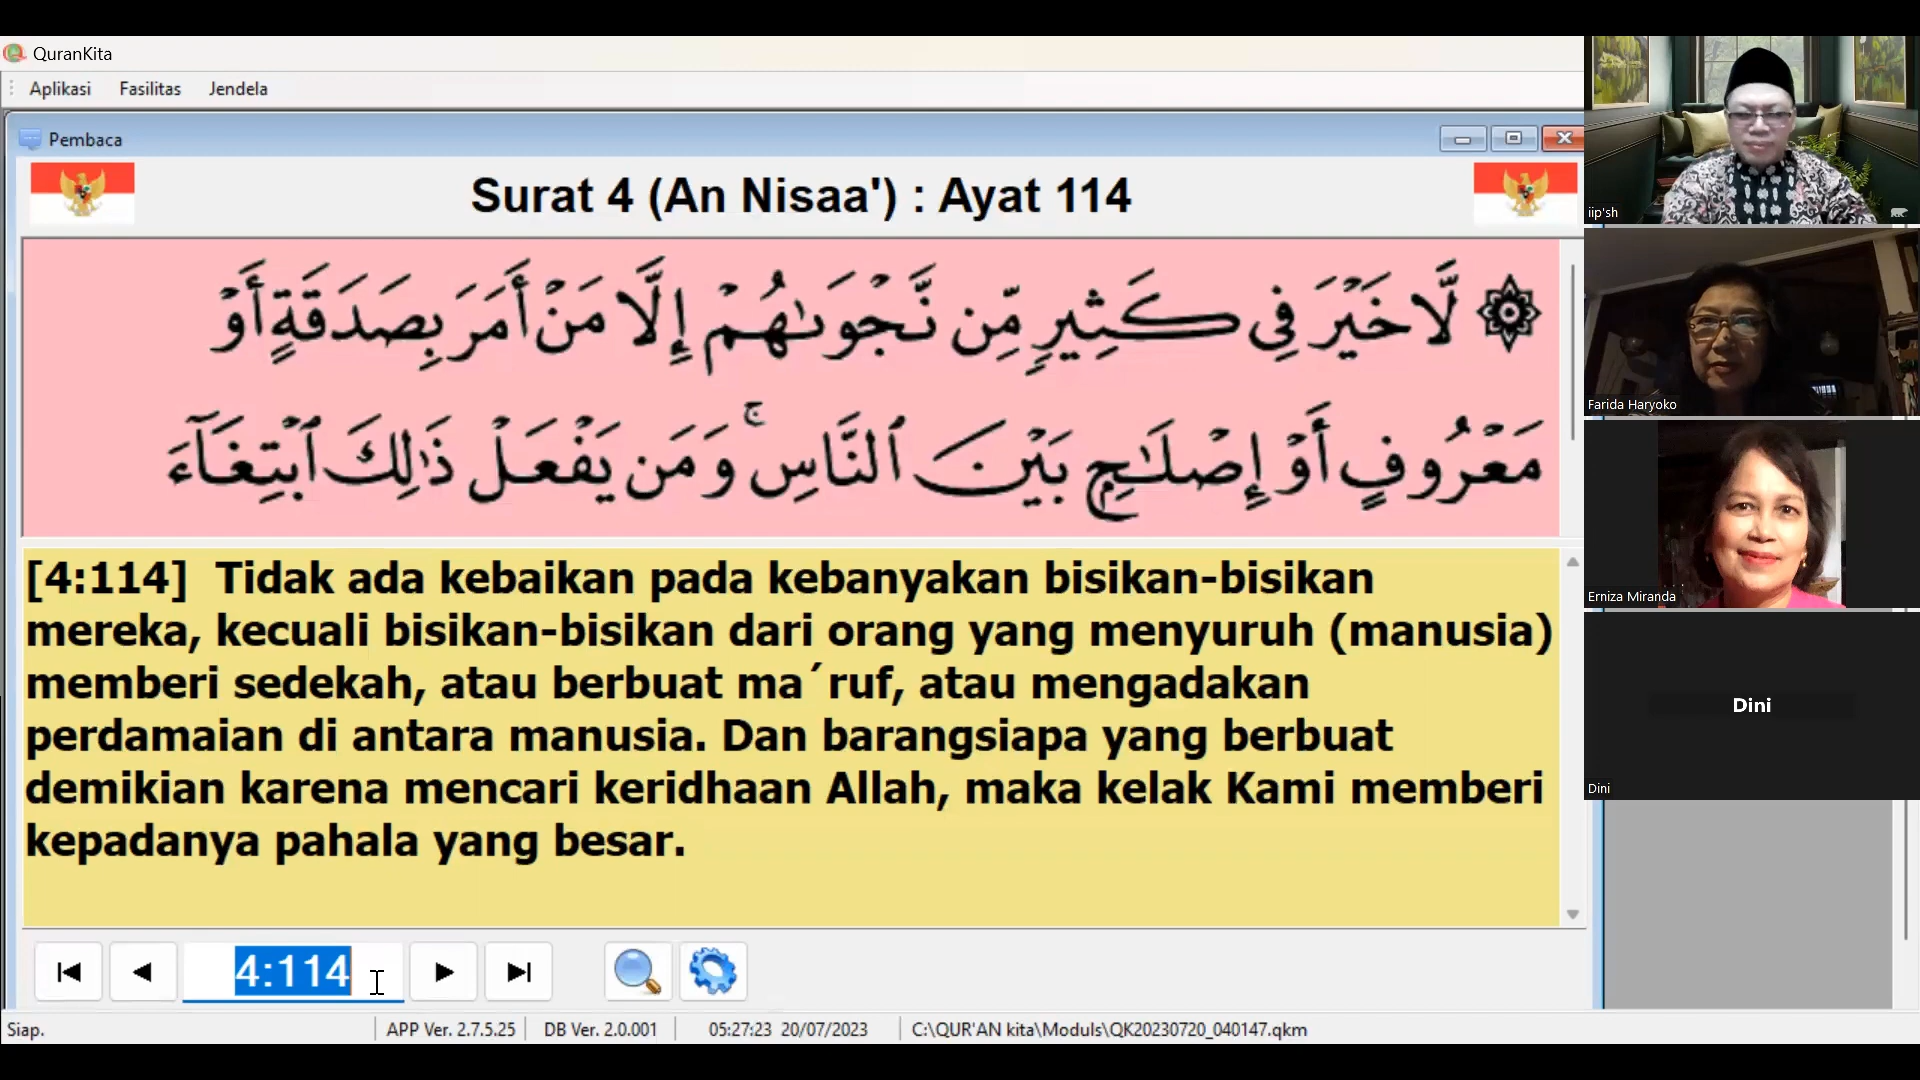 QuranKita
Aplikasi Fasilitas Jendela
Pembaca
Surat 4 (An Nisaa') : Ayat 114
۞ لَّا خَيْرَ فِي كَثِيرٍ مِّن نَّجْوَىٰهُمْ إِلَّا مَنْ أَمَرَ بِصَدَقَةٍ أَوْ
مَعْرُوفٍ أَوْ إِصْلَٰحٍ بَيْنَ ٱلنَّاسِ ۚ وَمَن يَفْعَلْ ذَٰلِكَ ٱبْتِغَآءَ
[4:114] Tidak ada kebaikan pada kebanyakan bisikan-bisikan
mereka, kecuali bisikan-bisikan dari orang yang menyuruh (manusia)
memberi sedekah, atau berbuat ma´ruf, atau mengadakan
perdamaian di antara manusia. Dan barangsiapa yang berbuat
demikian karena mencari keridhaan Allah, maka kelak Kami memberi
kepadanya pahala yang besar.
4:114
Siap. APP Ver. 2.7.5.25 DB Ver. 2.0.001 05:27:23 20/07/2023 C:\QUR'AN kita\Moduls\QK20230720_040147.qkm
iip'sh
Farida Haryoko
Erniza Miranda
Dini
Dini